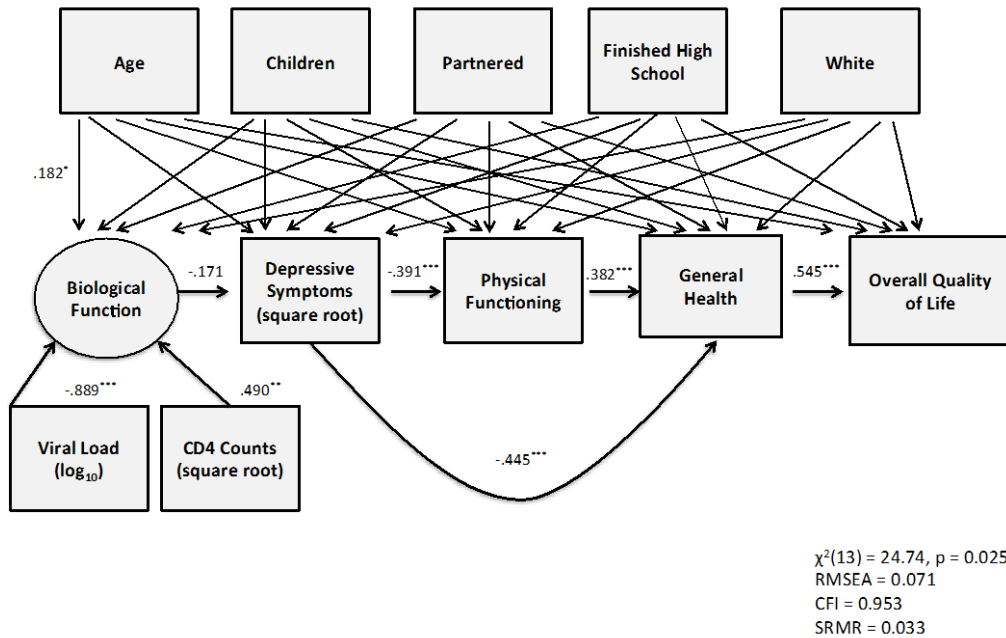 Age
Children
Partnered
Finished High
School
White
.182*
Biological
Function
-.171
Depressive
Symptoms
(square root)
-.391***
Physical
Functioning
.382***
General
Health
.545***
Overall Quality
of Life
-.889***
.490**
Viral Load
(log₁₀)
CD4 Counts
(square root)
-.445***
χ²(13) = 24.74, p = 0.025
RMSEA = 0.071
CFI = 0.953
SRMR = 0.033